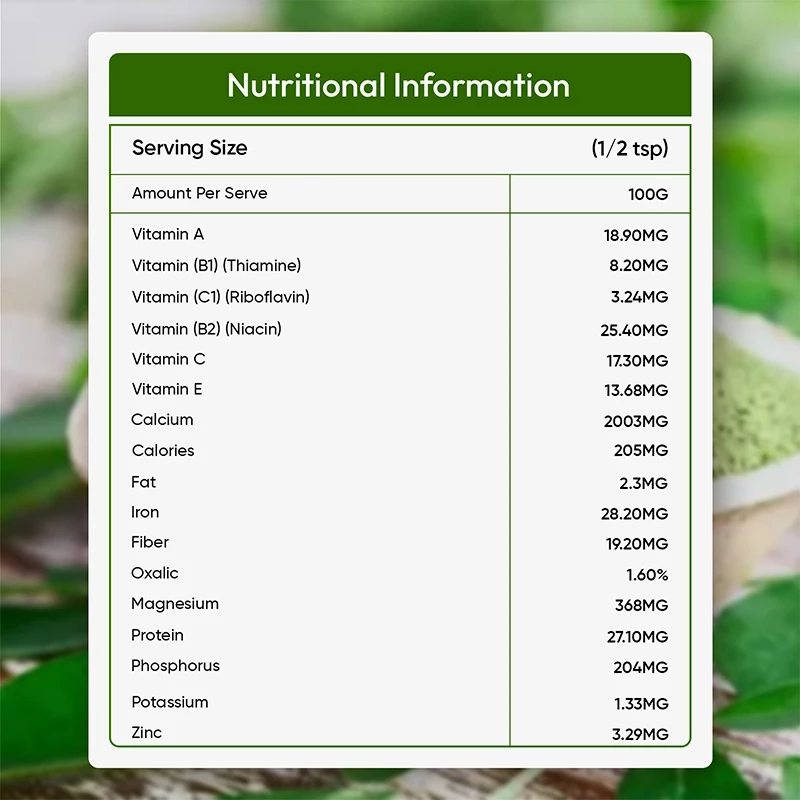 Nutritional Information
Serving Size (1/2 tsp)
Amount Per Serve 100G
Vitamin A 18.90MG
Vitamin (B1) (Thiamine) 8.20MG
Vitamin (C1) (Riboflavin) 3.24MG
Vitamin (B2) (Niacin) 25.40MG
Vitamin C 17.30MG
Vitamin E 13.68MG
Calcium 2003MG
Calories 205MG
Fat 2.3MG
Iron 28.20MG
Fiber 19.20MG
Oxalic 1.60%
Magnesium 368MG
Protein 27.10MG
Phosphorus 204MG
Potassium 1.33MG
Zinc 3.29MG